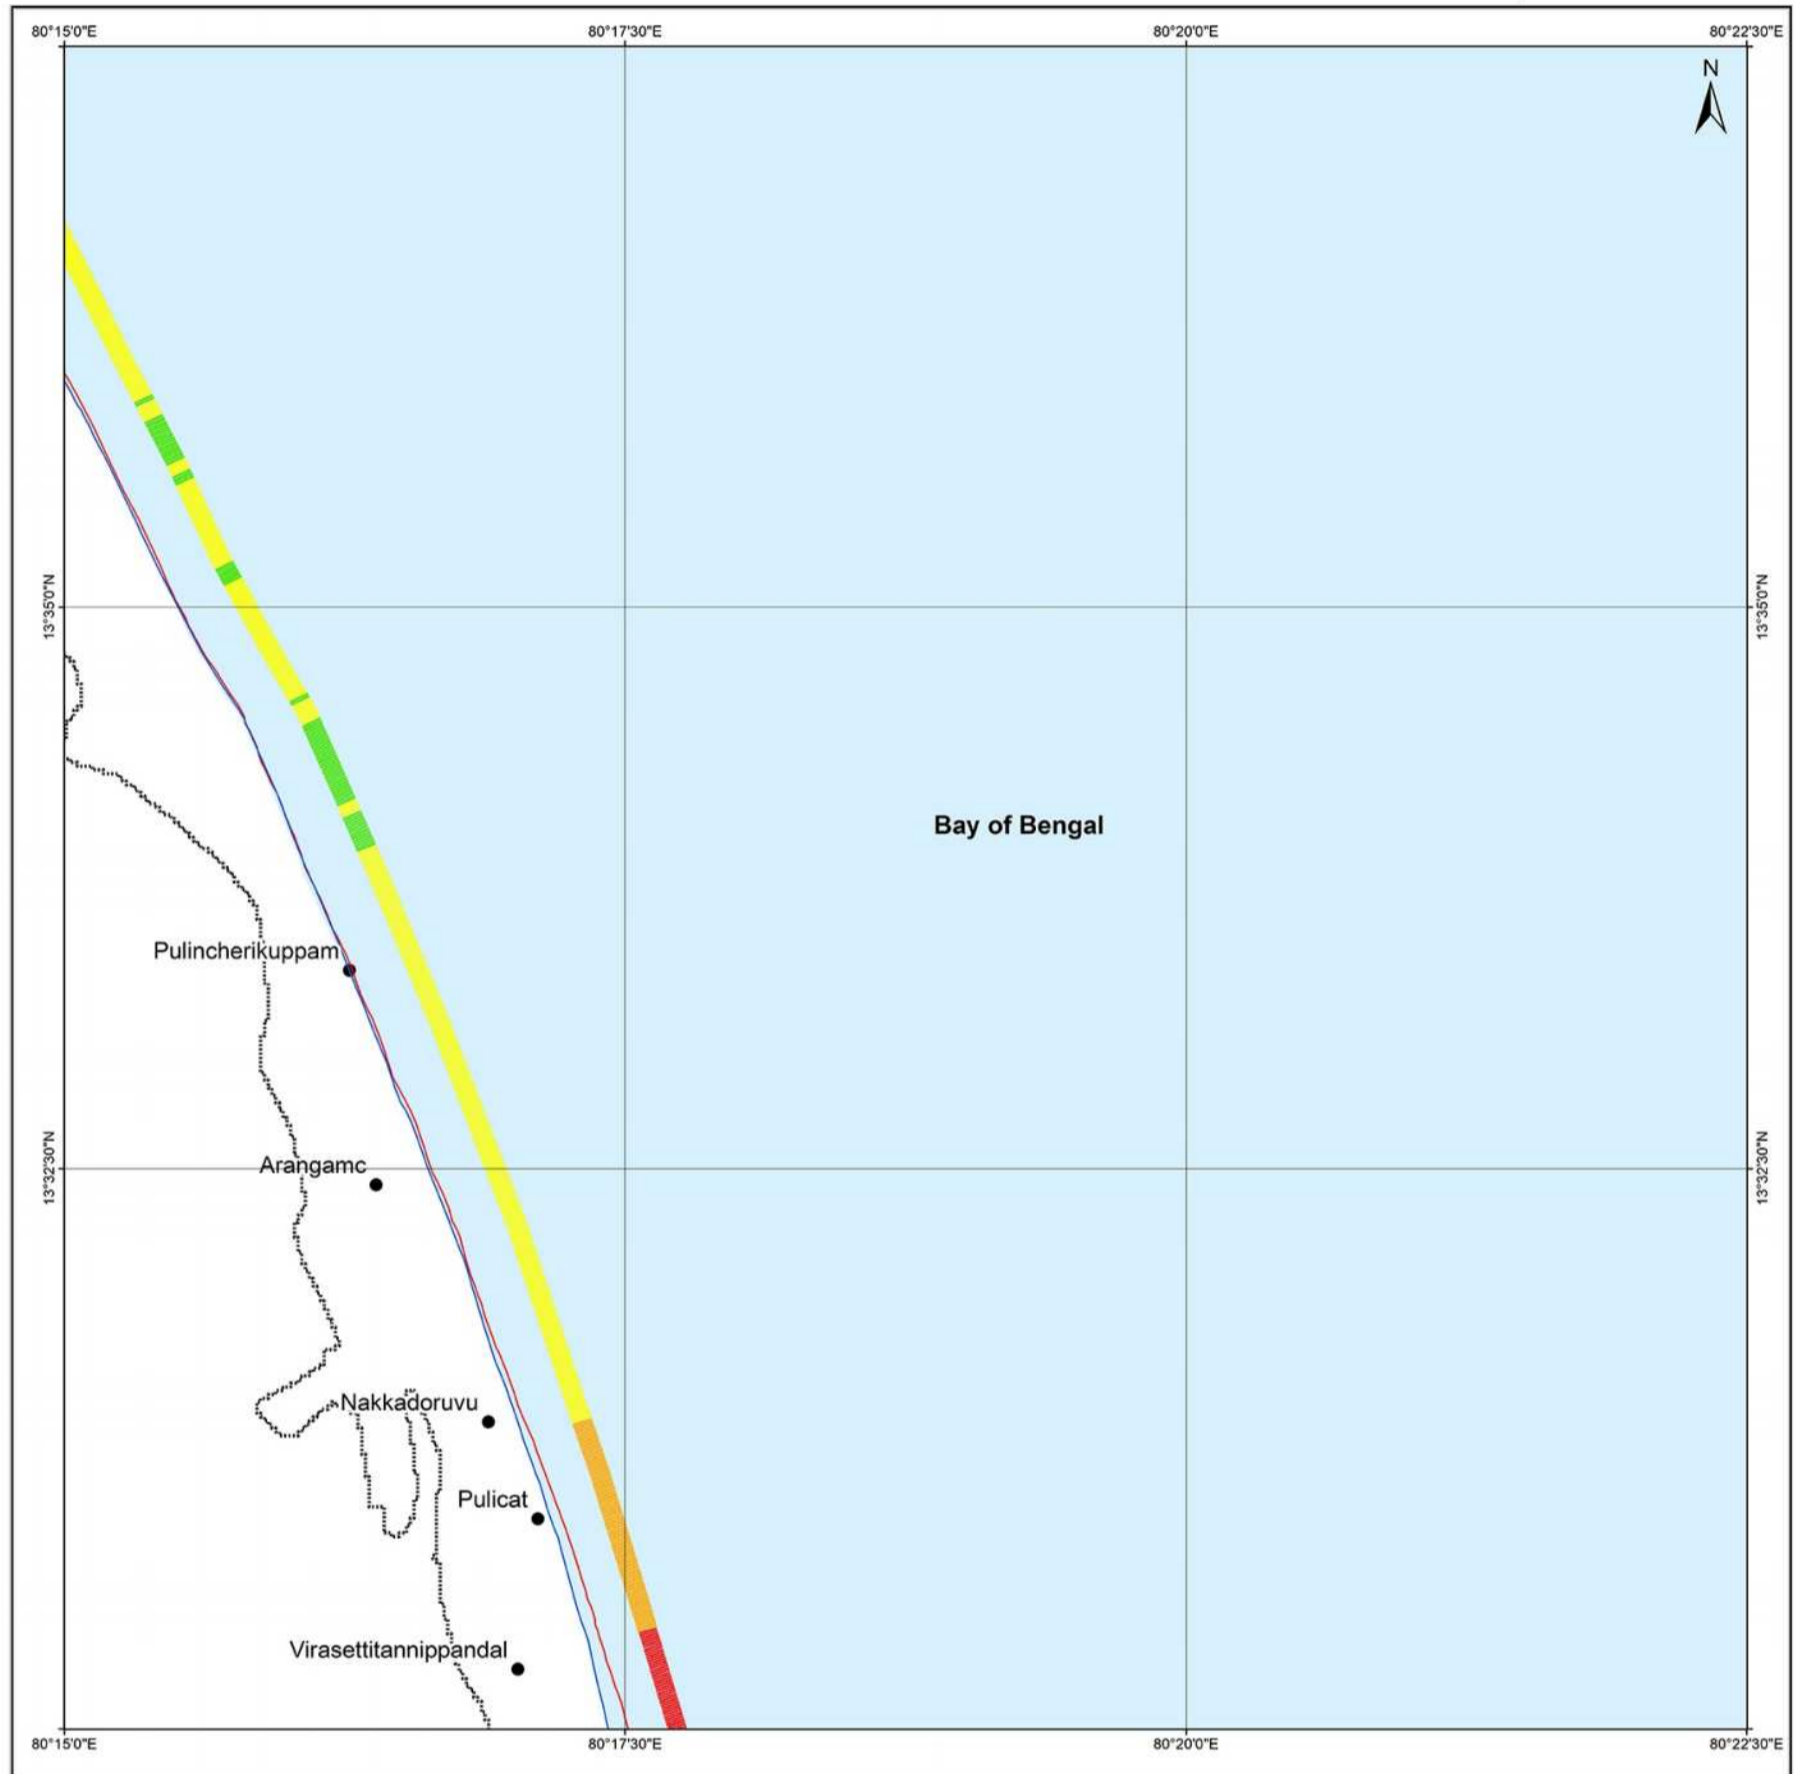 80°15'0"E
80°17'30"E
80°20'0"E
80°22'30"E
N
13°35'0"N
13°35'0"N
Bay of Bengal
Pulincherikuppam
13°32'30"N
13°32'30"N
Arangamc
Nakkadoruvu
Pulicat
Virasettitannippandal
80°15'0"E
80°17'30"E
80°20'0"E
80°22'30"E